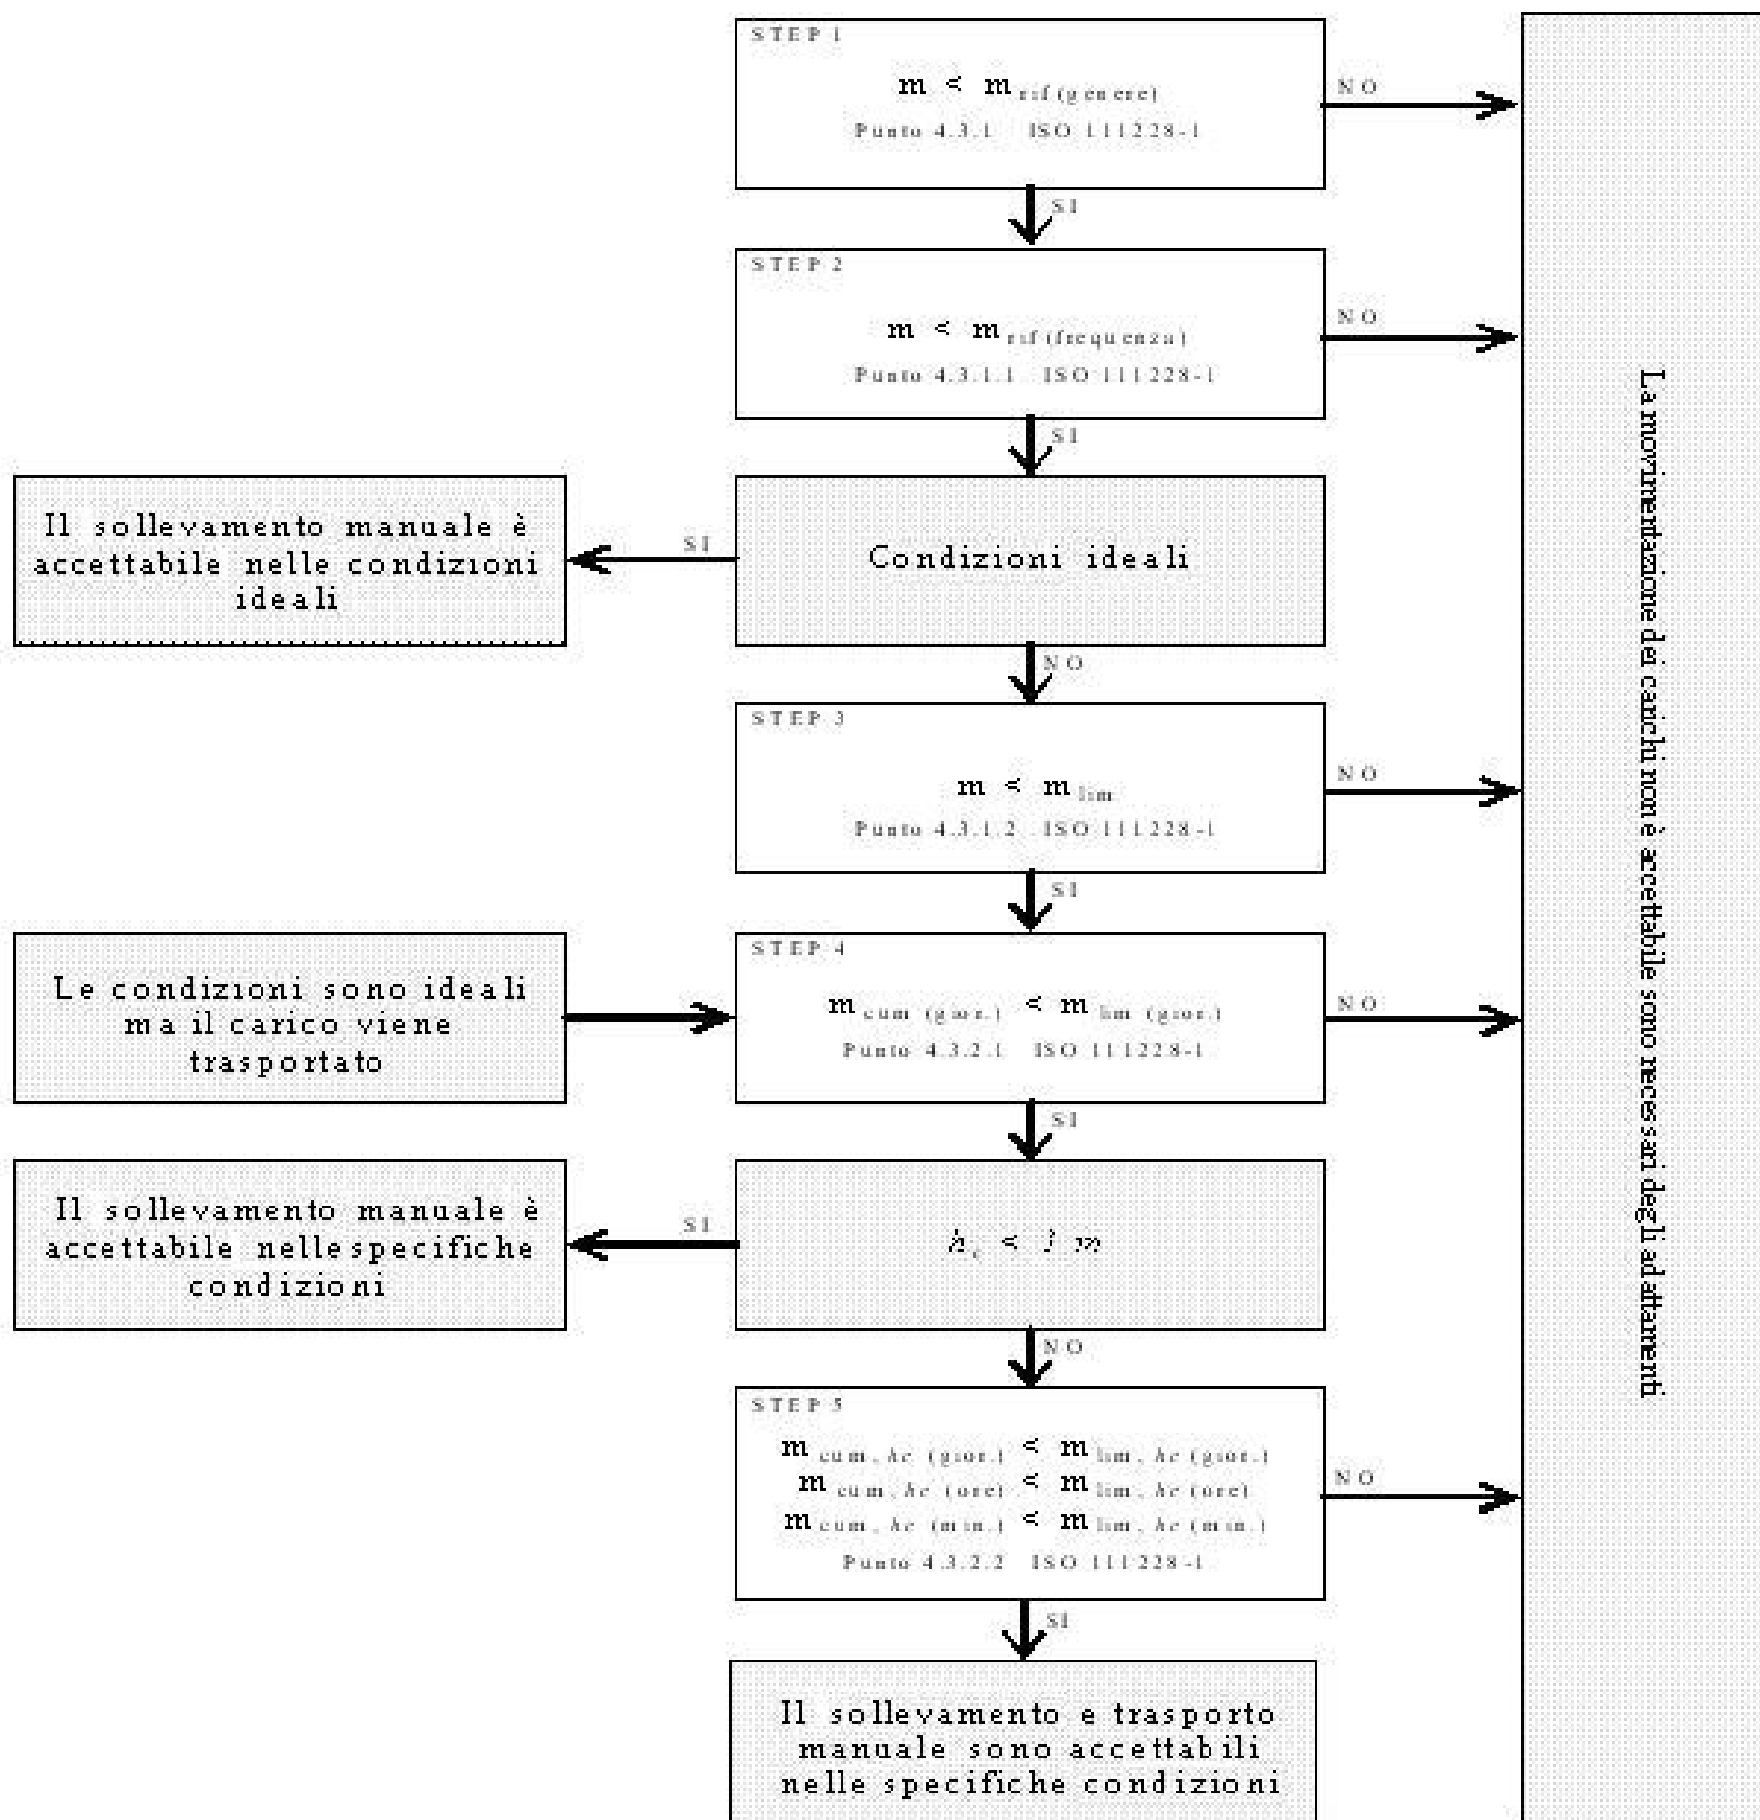 STEP 1
m < m rif (genere)
Punto 4.3.1 ISO 111228-1
NO
SI
STEP 2
m < m rif (frequenza)
Punto 4.3.1.1 ISO 111228-1
NO
SI
Il sollevamento manuale è
accettabile nelle condizioni
ideali
SI
Condizioni ideali
NO
STEP 3
m < m lim
Punto 4.3.1.2 ISO 111228-1
NO
SI
Le condizioni sono ideali
ma il carico viene
trasportato
STEP 4
m cum (gior.) < m lim (gior.)
Punto 4.3.2.1 ISO 111228-1
NO
SI
Il sollevamento manuale è
accettabile nelle specifiche
condizioni
SI
h c < m
NO
STEP 5
m cum, hc (gior.) < m lim, hc (gior.)
m cum, hc (ore) < m lim, hc (ore)
m cum, hc (min.) < m lim, hc (min.)
Punto 4.3.2.2 ISO 111228-1
NO
SI
Il sollevamento e trasporto
manuale sono accettabili
nelle specifiche condizioni
La movimentazione dei carichi non è accettabile sono necessari degli adattamenti